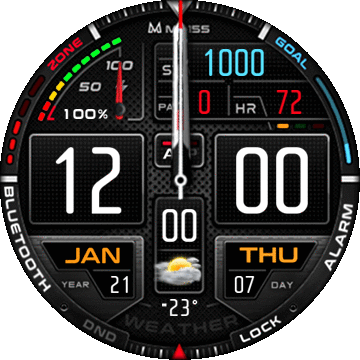 ZONE
GOAL
100
50
100%
1000
0
HR 72
12 00
00
JAN THU
YEAR 21 07 DAY
-23°
BLUETOOTH
ALARM
DND
WEATHER
LOCK